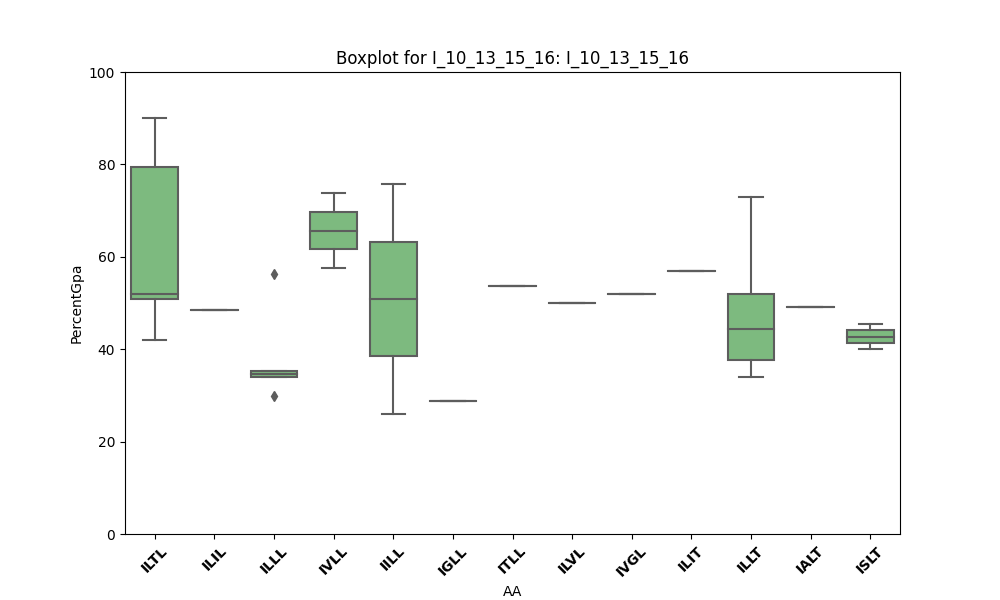 Boxplot for I_10_13_15_16: I_10_13_15_16
100
80
60
40
20
0
PercentGpa
ILTL
ILIL
ILLL
IVLL
IILL
IGLL
ITLL
ILVL
IVGL
ILIT
ILLT
IALT
ISLT
AA